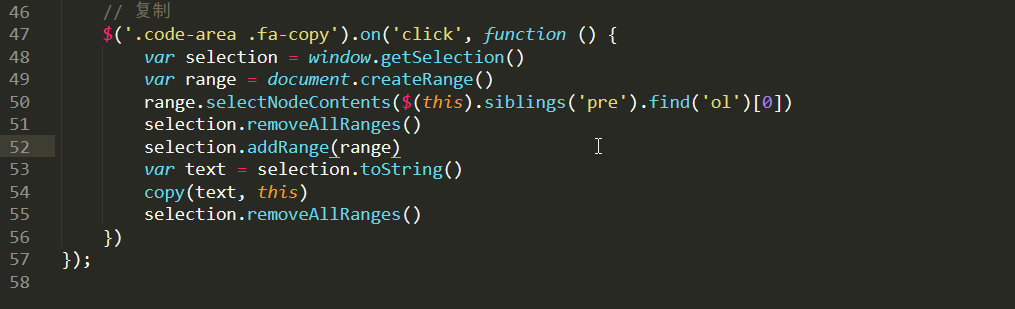 46 // 复制
47 $('.code-area .fa-copy').on('click', function () {
48 var selection = window.getSelection()
49 var range = document.createRange()
50 range.selectNodeContents($(this).siblings('pre').find('ol')[0])
51 selection.removeAllRanges()
52 selection.addRange(range)
53 var text = selection.toString()
54 copy(text, this)
55 selection.removeAllRanges()
56 })
57 });
58